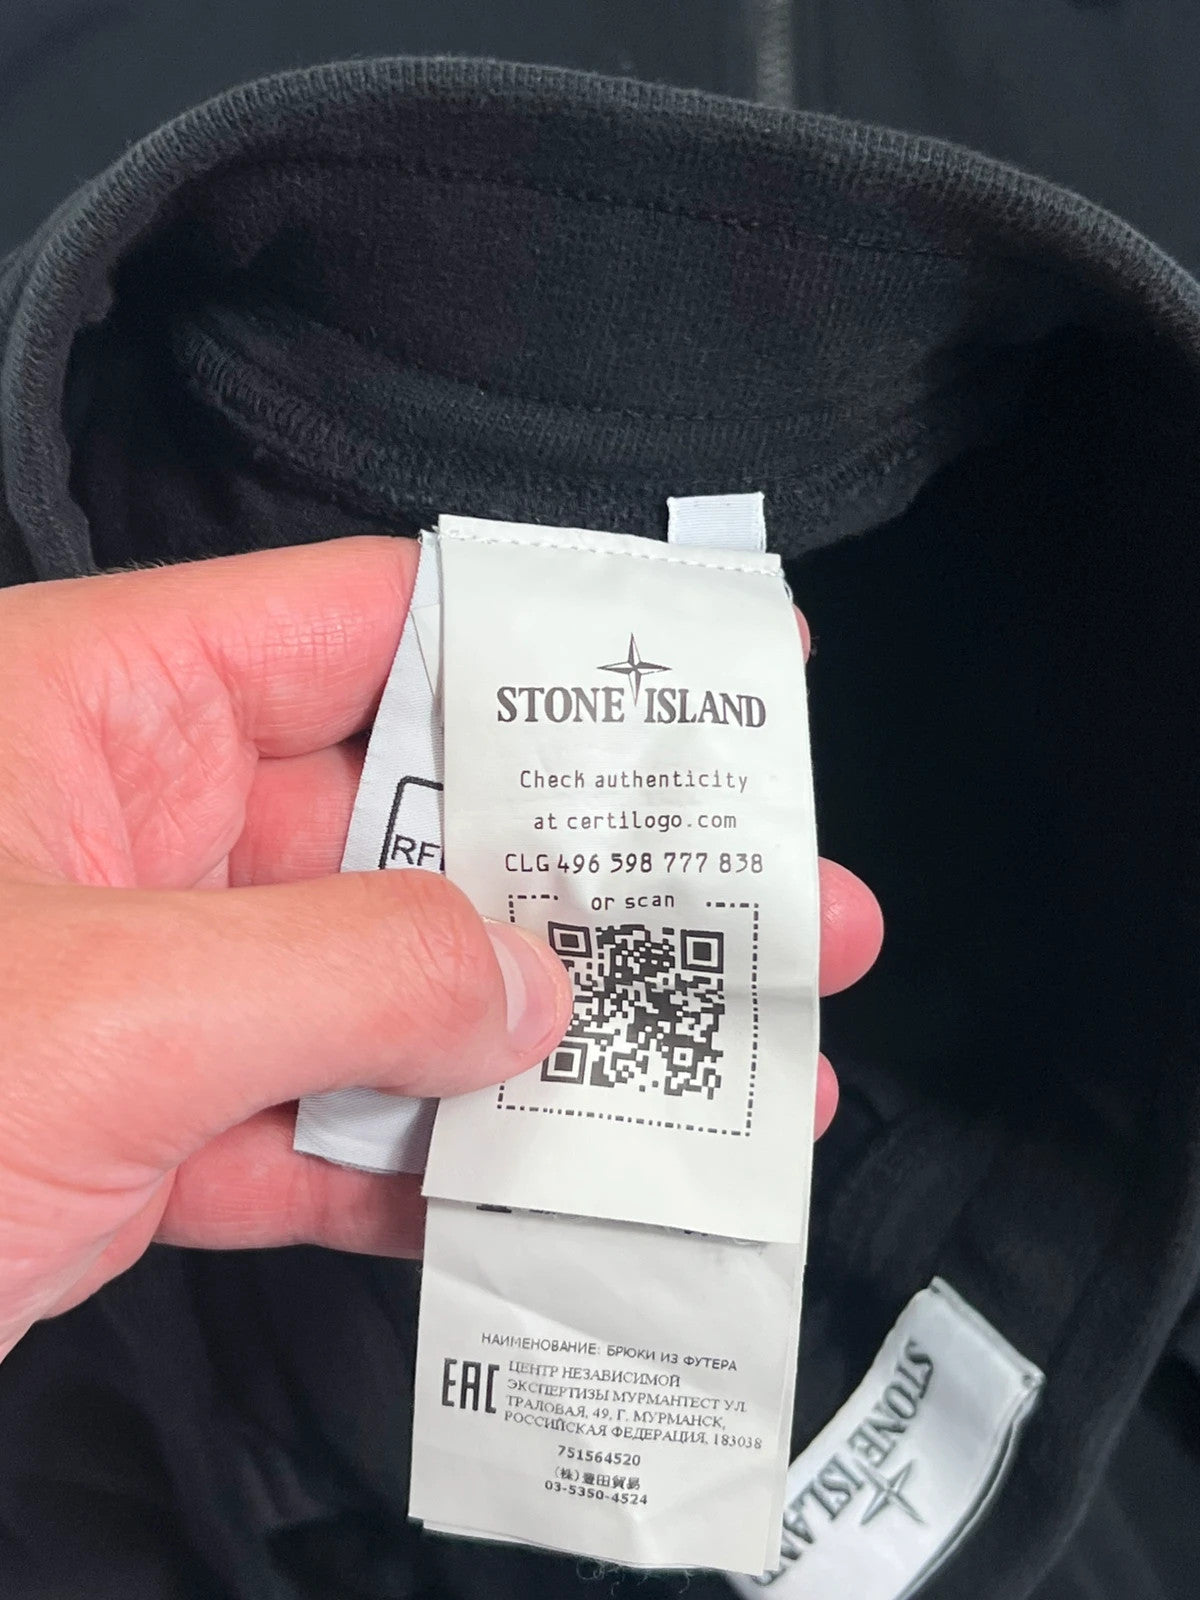 STONE ISLAND
Check authenticity
at certilogo.com
CLG 496 598 777 838
or scan
RF
НАИМЕНОВАНИЕ: БРЮКИ ИЗ ФУТЕРА
EAC
ЦЕНТР НЕЗАВИСИМОЙ
ЭКСПЕРТИЗЫ МУРМАНТЕСТ УЛ.
ТРАЛОВАЯ, 49, Г. МУРМАНСК,
РОССИЙСКАЯ ФЕДЕРАЦИЯ, 183038
751564520
(株)豊田貿易
03-5350-4524
STONE ISLAND